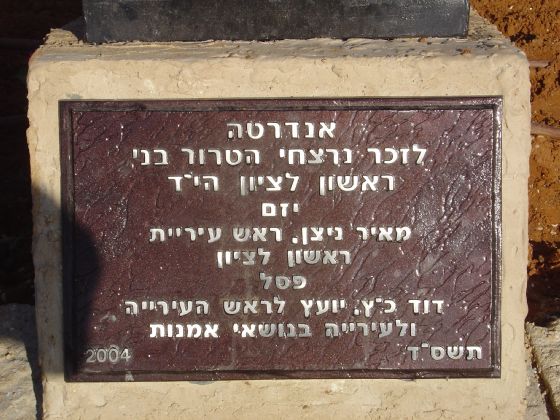 אנדרטה
לזכר נרצחי הטרור בני
ראשון לציון הי"ד
יזם
מאיר ניצן, ראש עיריית
ראשון לציון
פסל
דוד כ"ץ, יועץ לראש העירייה
ולעירייה בנושאי אמנות
תשס"ד 2004